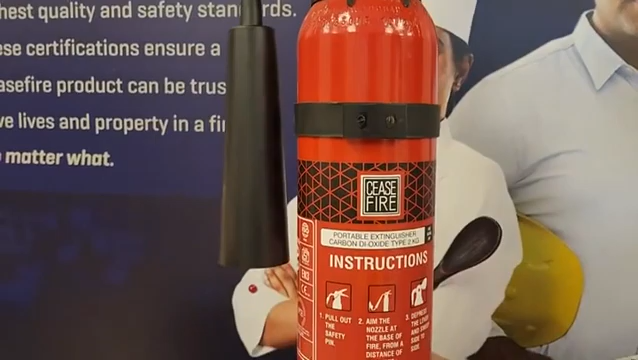 hest quality and safety standards.
ese certifications ensure a
asefire product can be trus
ve lives and property in a fi
matter what.
CEASE
FIRE
PORTABLE EXTINGUISHER
CARBON DI-OXIDE TYPE 2 KG
INSTRUCTIONS
1. PULL OUT
THE
SAFETY
PIN.
2. AIM THE
NOZZLE AT
THE BASE OF
FIRE, FROM A
DISTANCE OF
3. DEPRESS
THE LEVER
AND SWEEP
SIDE TO
SIDE.